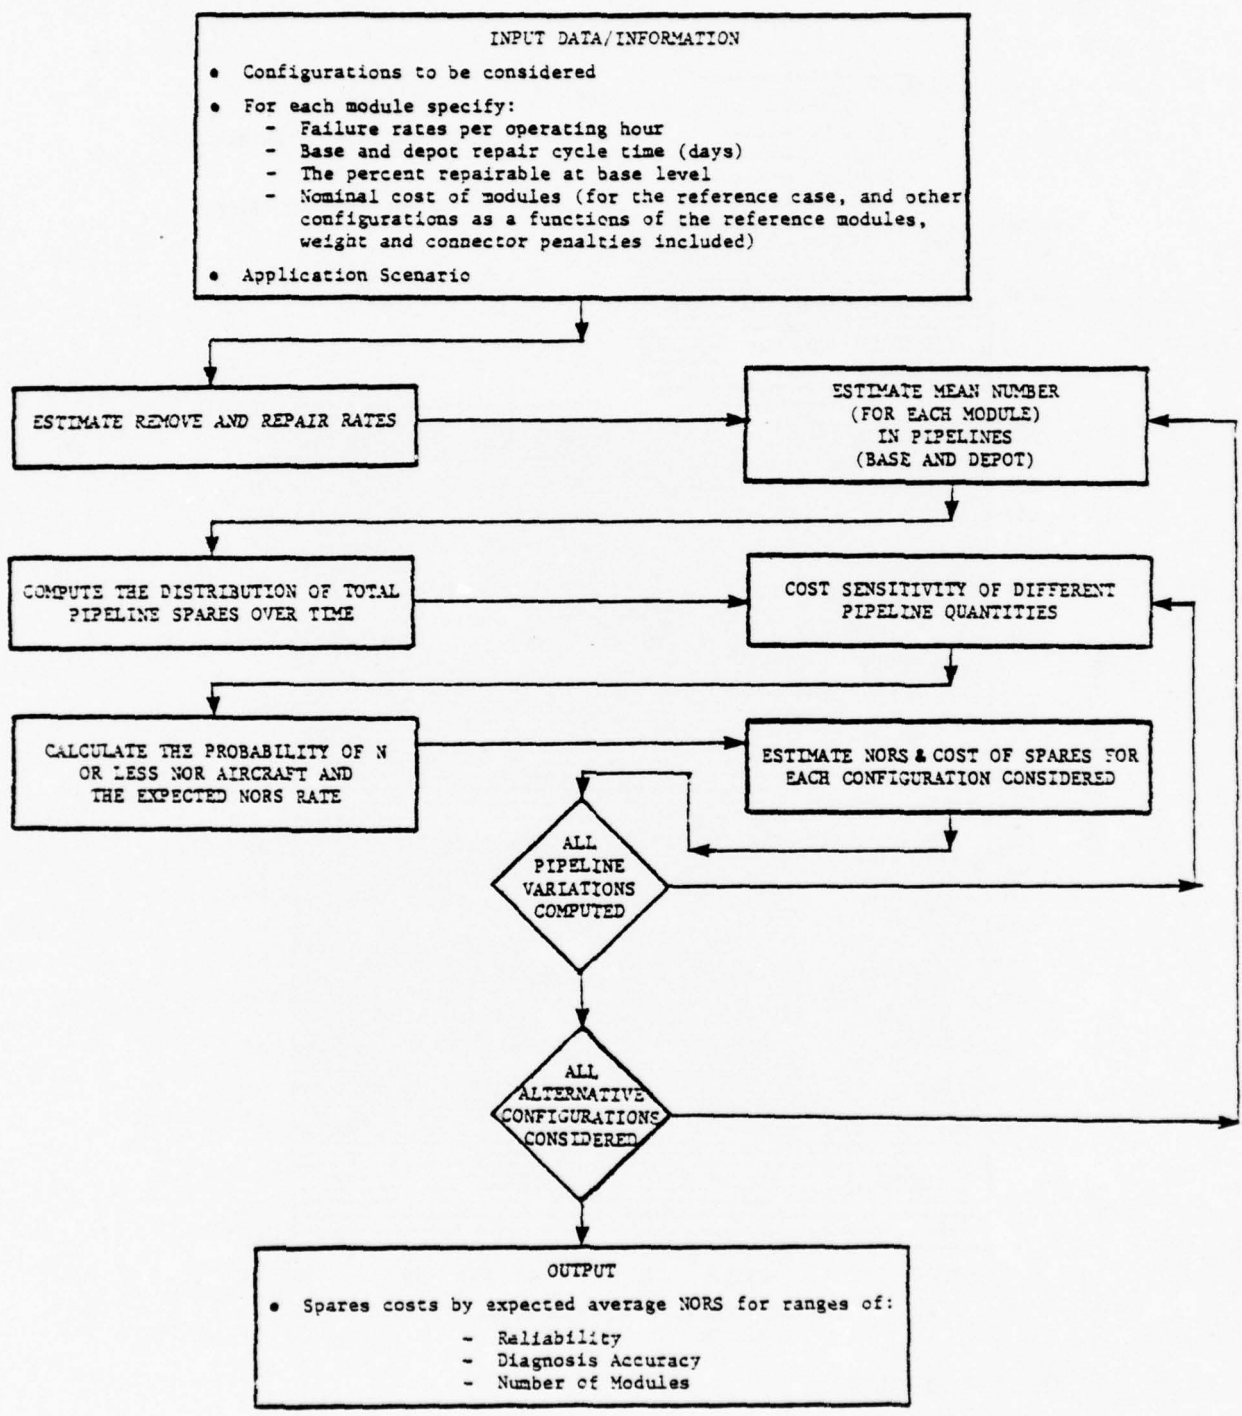 INPUT DATA/INFORMATION
• Configurations to be considered
• For each module specify:
- Failure rates per operating hour
- Base and depot repair cycle time (days)
- The percent repairable at base level
- Nominal cost of modules (for the reference case, and other
configurations as a functions of the reference modules,
weight and connector penalties included)
• Application Scenario
ESTIMATE REMOVE AND REPAIR RATES
ESTIMATE MEAN NUMBER
(FOR EACH MODULE)
IN PIPELINES
(BASE AND DEPOT)
COMPUTE THE DISTRIBUTION OF TOTAL
PIPELINE SPARES OVER TIME
COST SENSITIVITY OF DIFFERENT
PIPELINE QUANTITIES
CALCULATE THE PROBABILITY OF N
OR LESS NOR AIRCRAFT AND
THE EXPECTED NORS RATE
ESTIMATE NORS & COST OF SPARES FOR
EACH CONFIGURATION CONSIDERED
ALL
PIPELINE
VARIATIONS
COMPUTED
ALL
ALTERNATIVE
CONFIGURATIONS
CONSIDERED
OUTPUT
• Spares costs by expected average NORS for ranges of:
- Reliability
- Diagnosis Accuracy
- Number of Modules